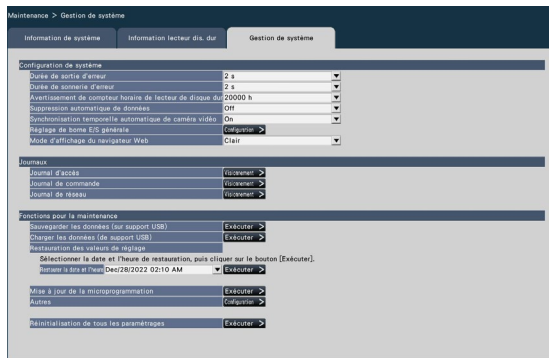 Maintenance > Gestion de système
Information de système Information lecteur dis. dur Gestion de système
Configuration de système
Durée de sortie d'erreur 2 s
Durée de sonnerie d'erreur 2 s
Avertissement de compteur horaire de lecteur de disque dur 20000 h
Suppression automatique de données Off
Synchronisation temporelle automatique de caméra vidéo On
Réglage de borne E/S générale Configuration >
Mode d'affichage du navigateur Web Clair
Journaux
Journal d'accès Visionnement >
Journal de commande Visionnement >
Journal de réseau Visionnement >
Fonctions pour la maintenance
Sauvegarder les données (sur support USB) Exécuter >
Charger les données (de support USB) Exécuter >
Restauration des valeurs de réglage
Sélectionner la date et l'heure de restauration, puis cliquer sur le bouton [Exécuter].
Restaurer la date et l'heure Dec/28/2022 02:10 AM Exécuter >
Mise à jour de la microprogrammation Exécuter >
Autres Configuration >
Réinitialisation de tous les paramétrages Exécuter >